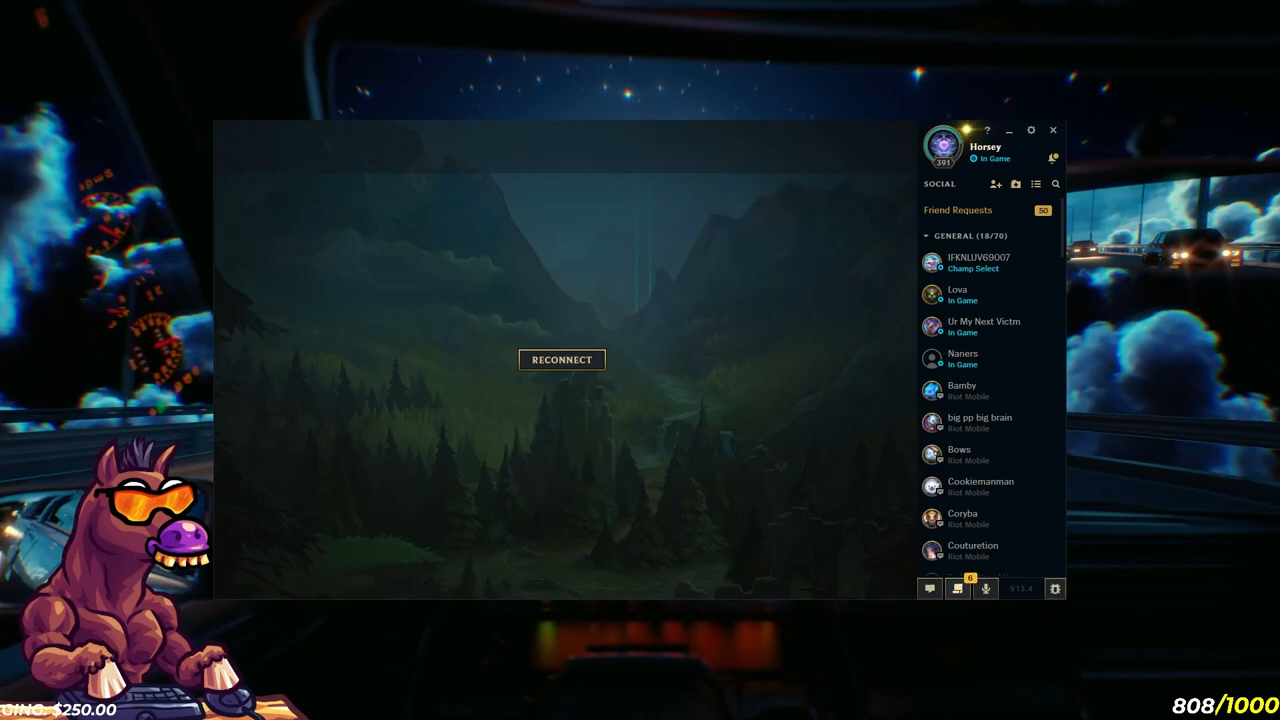 Horsey
391
In Game
SOCIAL
Friend Requests
50
GENERAL (18/70)
IFKNLUV69007
Champ Select
Lova
In Game
Ur My Next Victm
In Game
Naners
In Game
RECONNECT
Bamby
Riot Mobile
big pp big brain
Riot Mobile
Bows
Riot Mobile
Cookiemanman
Riot Mobile
Coryba
Riot Mobile
Couturetion
Riot Mobile
6
V13.4
GING: $250.00
808/1000